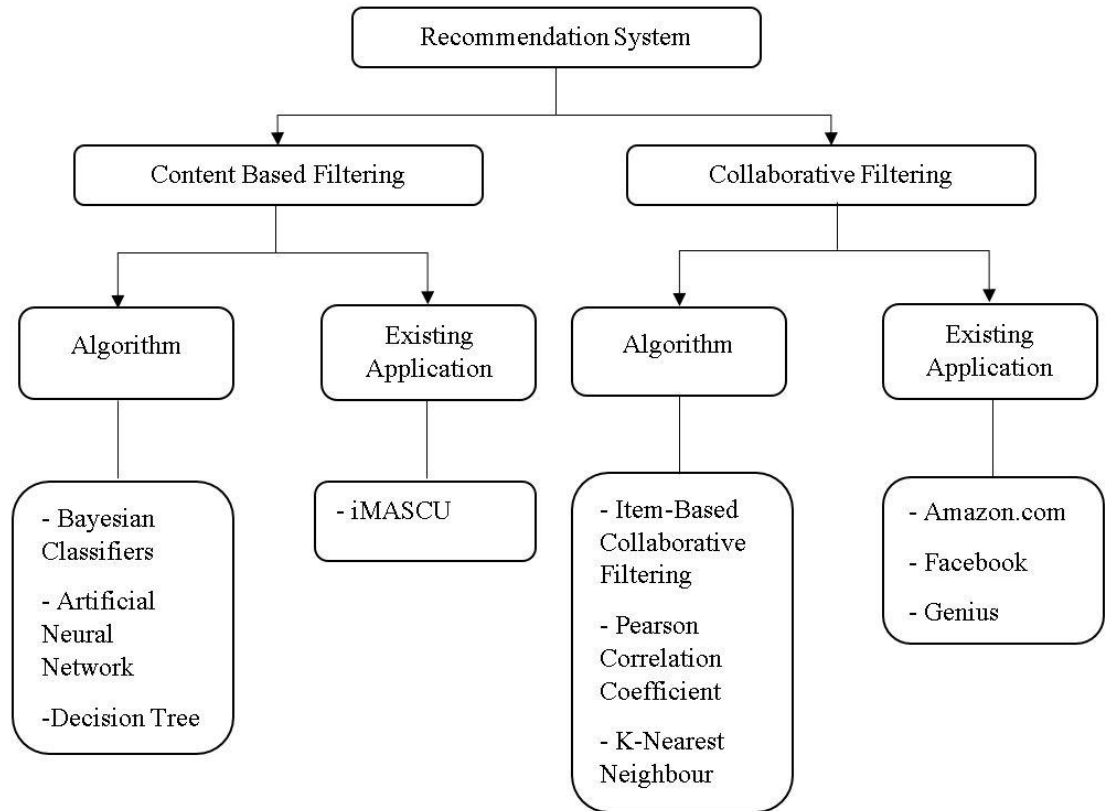 Recommendation System
Content Based Filtering
Collaborative Filtering
Algorithm
Existing
Application
Algorithm
Existing
Application
- Bayesian
Classifiers
- Artificial
Neural
Network
-Decision Tree
- iMASCU
- Item-Based
Collaborative
Filtering
- Pearson
Correlation
Coefficient
- K-Nearest
Neighbour
- Amazon.com
- Facebook
- Genius